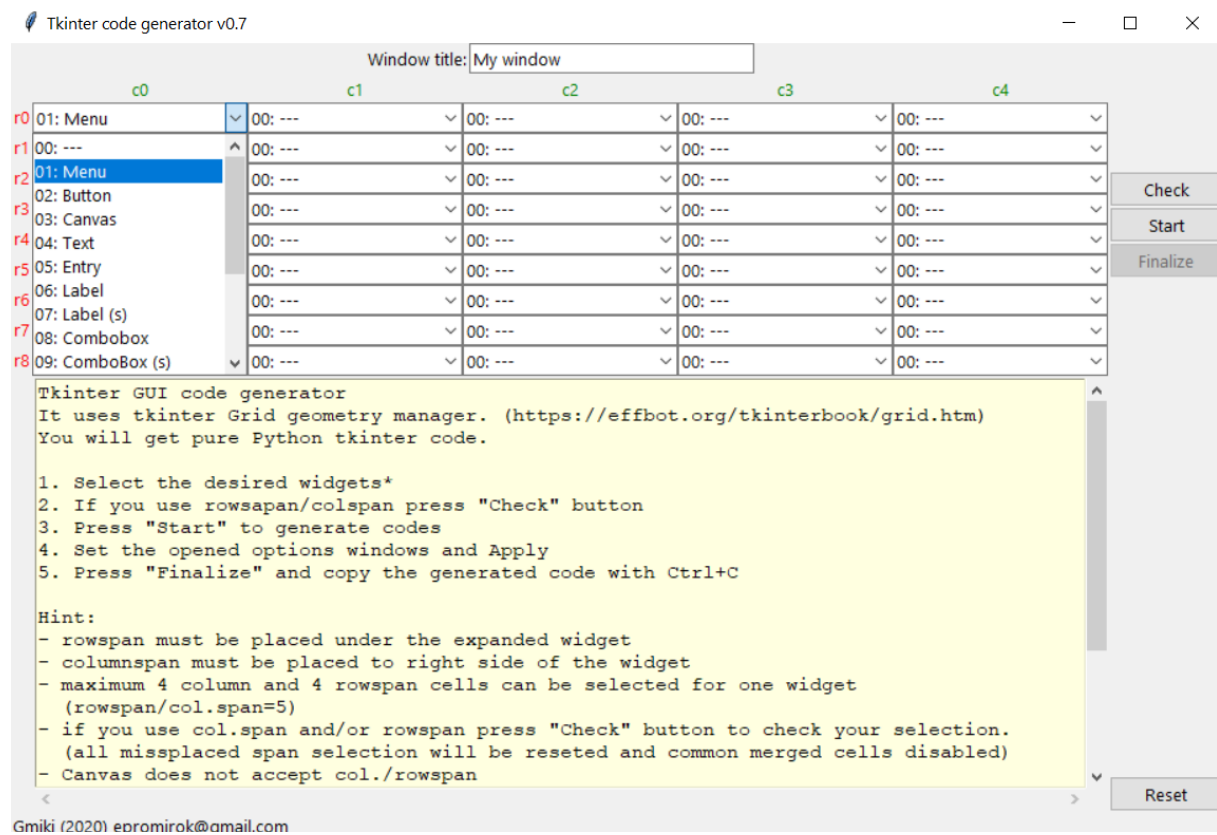 Tkinter code generator v0.7
Window title: My window
c0 c1 c2 c3 c4
r0 01: Menu 00: --- 00: --- 00: --- 00: ---
r1 00: --- 00: --- 00: --- 00: --- 00: ---
r2 01: Menu 00: --- 00: --- 00: --- 00: ---
02: Button
Check
r3 03: Canvas 00: --- 00: --- 00: --- 00: ---
Start
r4 04: Text 00: --- 00: --- 00: --- 00: ---
r5 05: Entry 00: --- 00: --- 00: --- 00: ---
Finalize
r6 06: Label 00: --- 00: --- 00: --- 00: ---
07: Label (s)
r7 08: Combobox 00: --- 00: --- 00: --- 00: ---
r8 09: ComboBox (s) 00: --- 00: --- 00: --- 00: ---
Tkinter GUI code generator
It uses tkinter Grid geometry manager. (https://effbot.org/tkinterbook/grid.htm)
You will get pure Python tkinter code.
1. Select the desired widgets*
2. If you use rowsapan/colspan press "Check" button
3. Press "Start" to generate codes
4. Set the opened options windows and Apply
5. Press "Finalize" and copy the generated code with Ctrl+C
Hint:
- rowspan must be placed under the expanded widget
- columnspan must be placed to right side of the widget
- maximum 4 column and 4 rowspan cells can be selected for one widget
(rowspan/col.span=5)
- if you use col.span and/or rowspan press "Check" button to check your selection.
(all missplaced span selection will be reseted and common merged cells disabled)
- Canvas does not accept col./rowspan
Reset
Gmiki (2020) epromirok@gmail.com